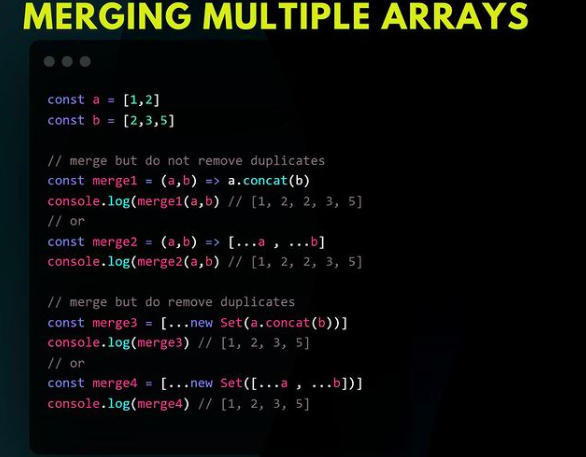 MERGING MULTIPLE ARRAYS
const a = [1,2]
const b = [2,3,5]
// merge but do not remove duplicates
const merge1 = (a,b) => a.concat(b)
console.log(merge1(a,b) // [1, 2, 2, 3, 5]
// or
const merge2 = (a,b) => [...a , ...b]
console.log(merge2(a,b) // [1, 2, 2, 3, 5]
// merge but do remove duplicates
const merge3 = [...new Set(a.concat(b))]
console.log(merge3) // [1, 2, 3, 5]
// or
const merge4 = [...new Set([...a , ...b])]
console.log(merge4) // [1, 2, 3, 5]